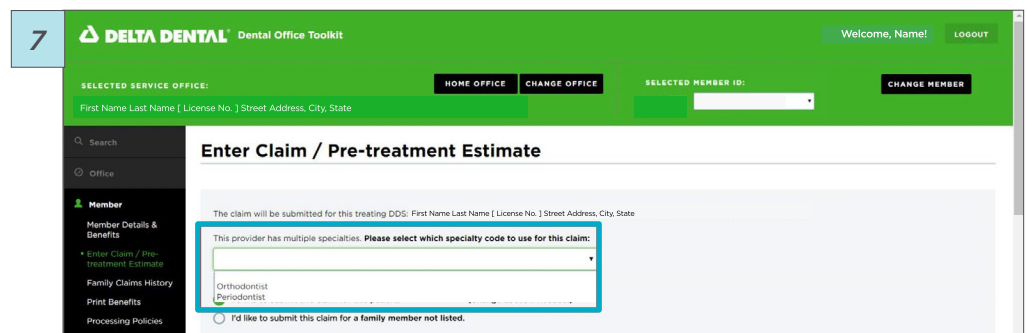 7
DELTA DENTAL® Dental Office Toolkit
Welcome, Name!
LOGOUT
SELECTED SERVICE OFFICE:
HOME OFFICE
CHANGE OFFICE
SELECTED MEMBER ID:
CHANGE MEMBER
First Name Last Name [ License No. ] Street Address, City, State
Search
Office
Member
Member Details &
Benefits
Enter Claim / Pre-
treatment Estimate
Family Claims History
Print Benefits
Processing Policies
Enter Claim / Pre-treatment Estimate
The claim will be submitted for this treating DDS: First Name Last Name [ License No. ] Street Address, City, State
This provider has multiple specialties. Please select which specialty code to use for this claim:
Orthodontist
Periodontist
I'd like to submit this claim for a family member not listed.